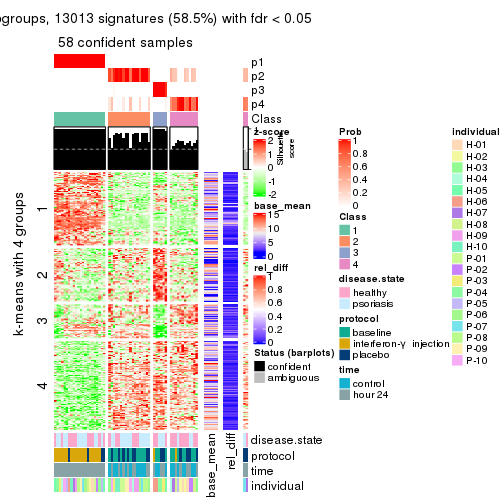 ogroups, 13013 signatures (58.5%) with fdr < 0.05
58 confident samples
p1
p2
p3
p4
Class
Silhouette
score
1
2
3
4
k-means with 4 groups
base_mean
rel_diff
disease.state
protocol
time
individual
z-score
2
1
0
-1
-2
base_mean
15
10
5
0
rel_diff
1
0.8
0.6
0.4
0.2
0
Status (barplots)
confident
ambiguous
Prob
1
0.8
0.6
0.4
0.2
0
Class
1
2
3
4
disease.state
healthy
psoriasis
protocol
baseline
interferon-γ injection
placebo
time
control
hour 24
individual
H-01
H-02
H-03
H-04
H-05
H-06
H-07
H-08
H-09
H-10
P-01
P-02
P-03
P-04
P-05
P-06
P-07
P-08
P-09
P-10